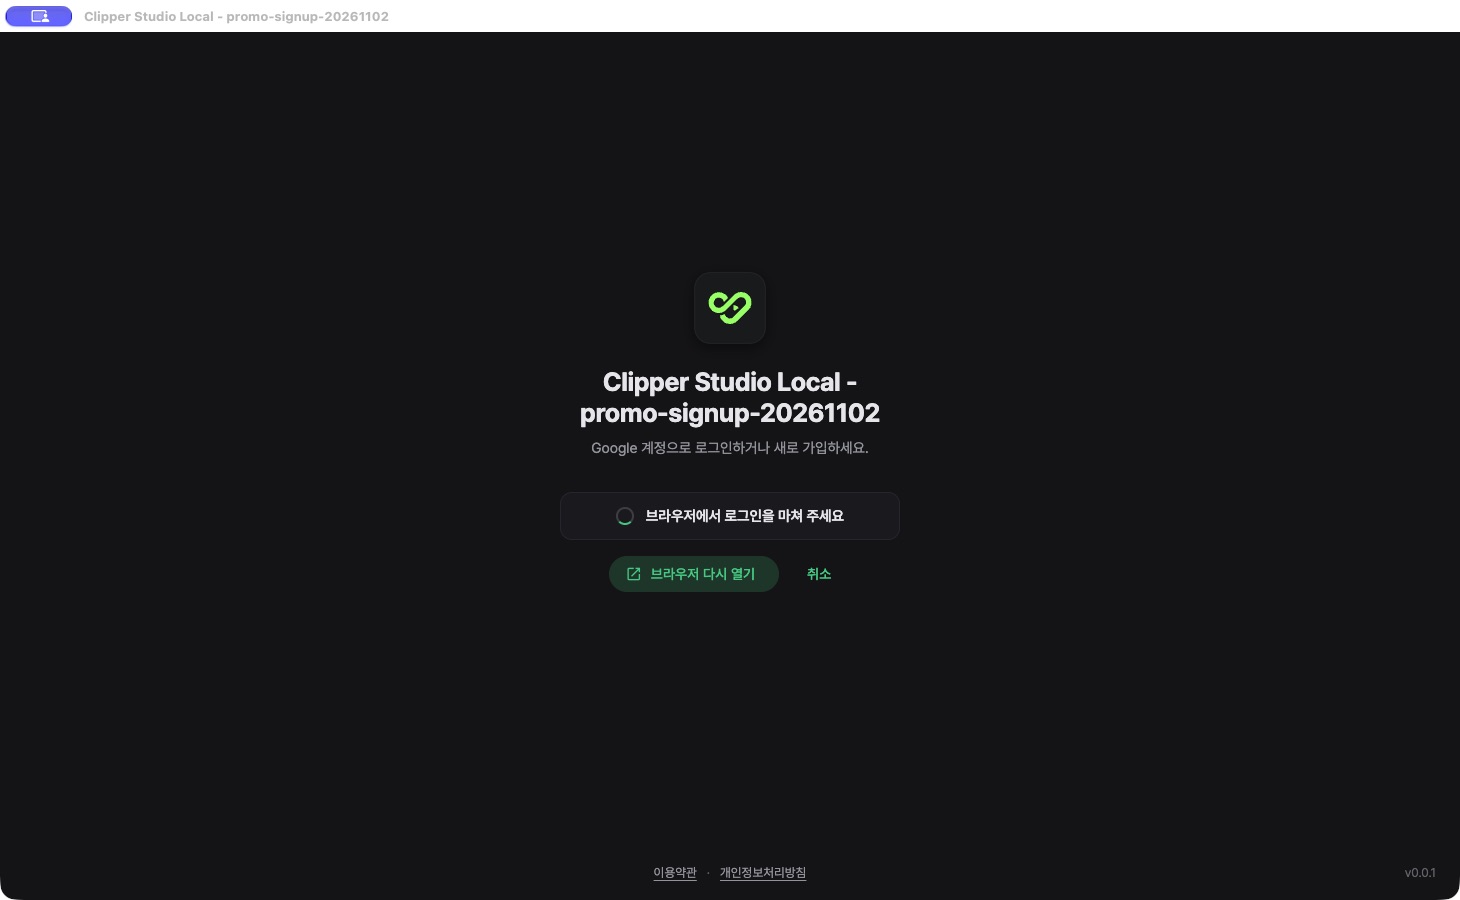 Clipper Studio Local - promo-signup-20261102
Clipper Studio Local -
promo-signup-20261102
Google 계정으로 로그인하거나 새로 가입하세요.
브라우저에서 로그인을 마쳐 주세요
브라우저 다시 열기
취소
이용약관 · 개인정보처리방침
v0.0.1